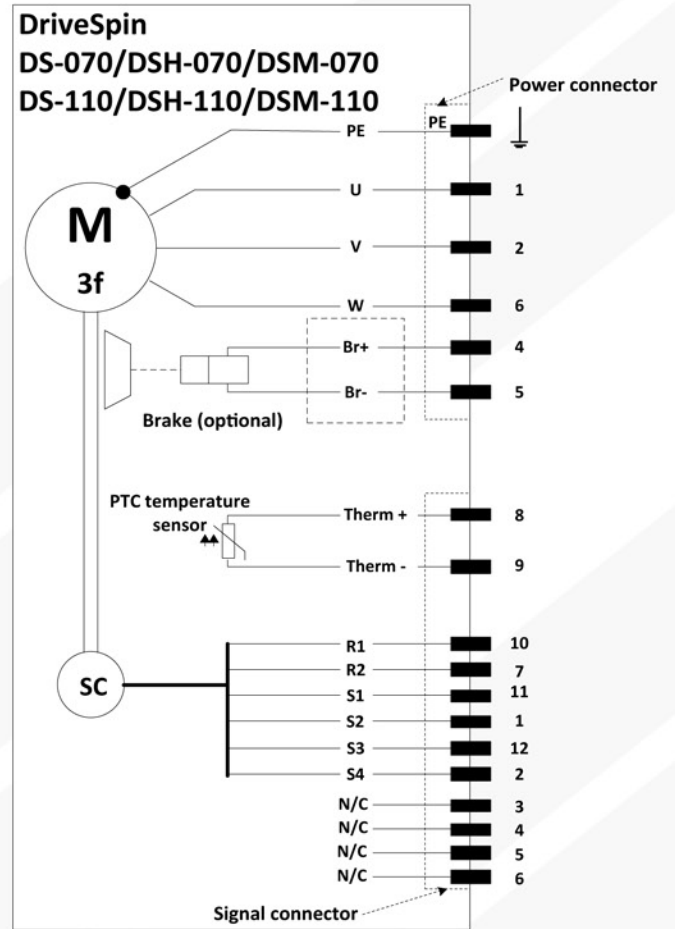 DriveSpin
DS-070/DSH-070/DSM-070
DS-110/DSH-110/DSM-110
Power connector
PE PE
U 1
M
3f
V 2
W 6
Br+ 4
Br- 5
Brake (optional)
PTC temperature
sensor
Therm + 8
Therm - 9
R1 10
R2 7
SC
S1 11
S2 1
S3 12
S4 2
N/C 3
N/C 4
N/C 5
N/C 6
Signal connector